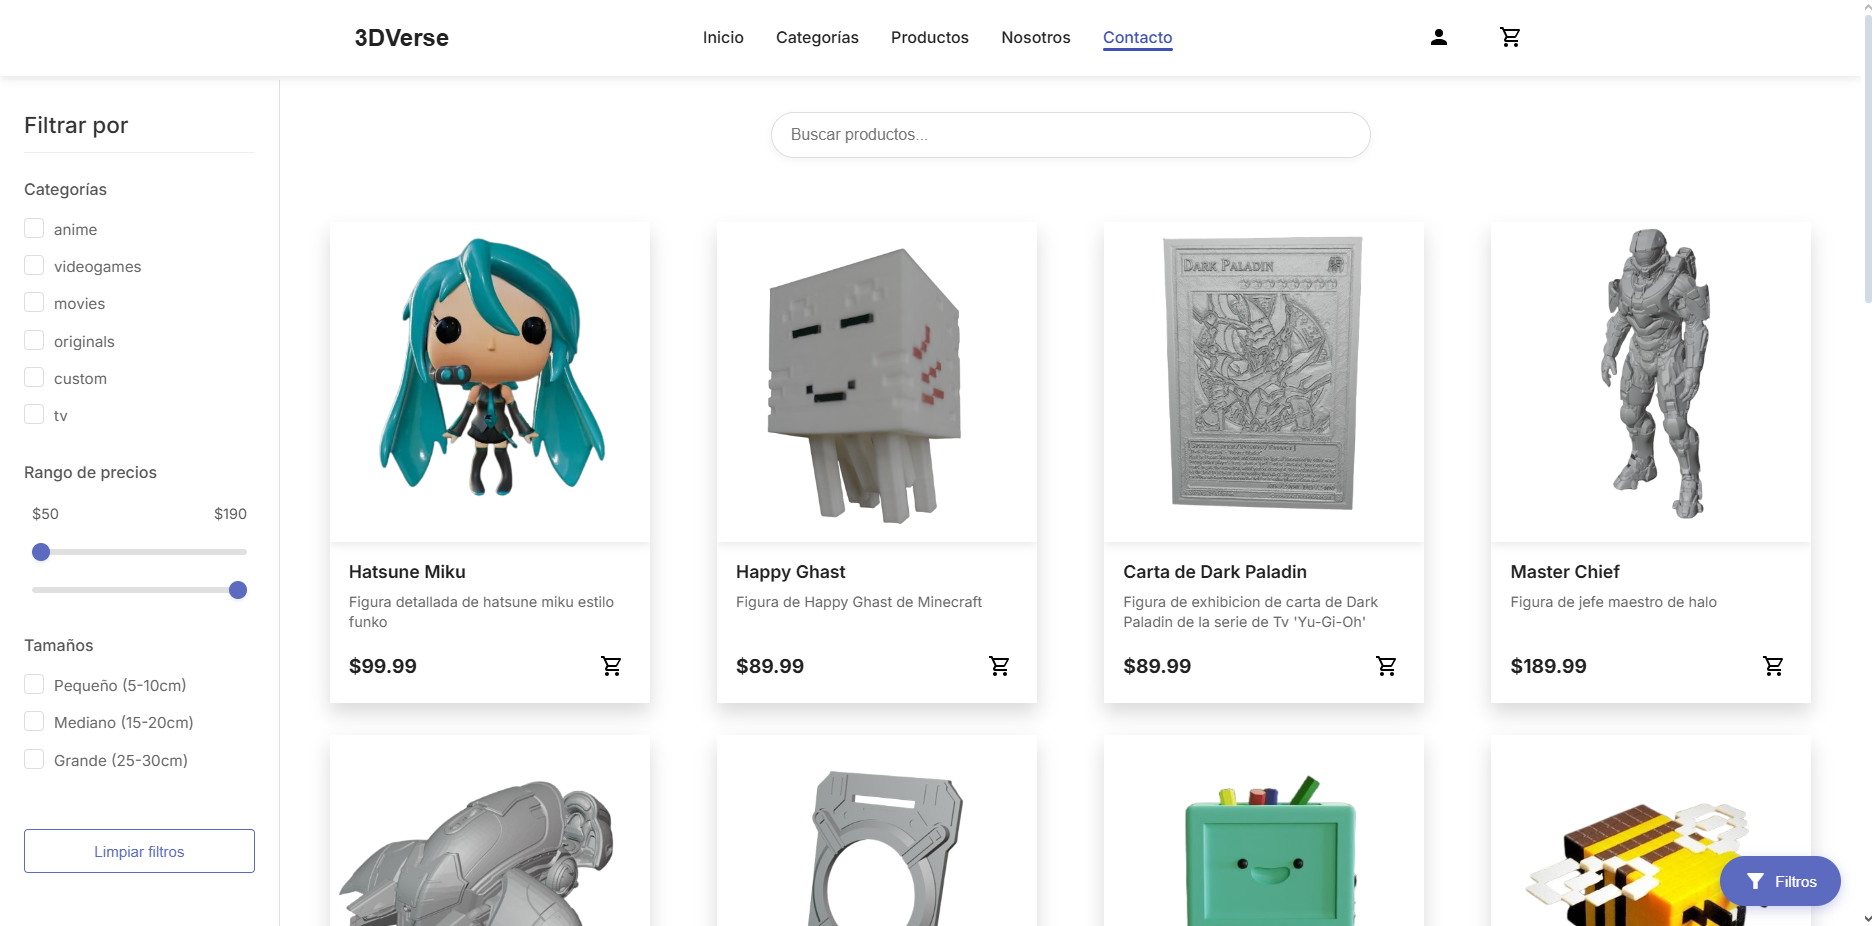 3DVerse
Inicio
Categorías
Productos
Nosotros
Contacto
Filtrar por
Categorías
anime
videogames
movies
originals
custom
tv
Rango de precios
$50
$190
Tamaños
Pequeño (5-10cm)
Mediano (15-20cm)
Grande (25-30cm)
Limpiar filtros
Buscar productos...
DARK PALADIN
Hatsune Miku
Figura detallada de hatsune miku estilo
funko
$99.99
Happy Ghast
Figura de Happy Ghast de Minecraft
$89.99
Carta de Dark Paladin
Figura de exhibicion de carta de Dark
Paladin de la serie de Tv 'Yu-Gi-Oh'
$89.99
Master Chief
Figura de jefe maestro de halo
$189.99
Filtros